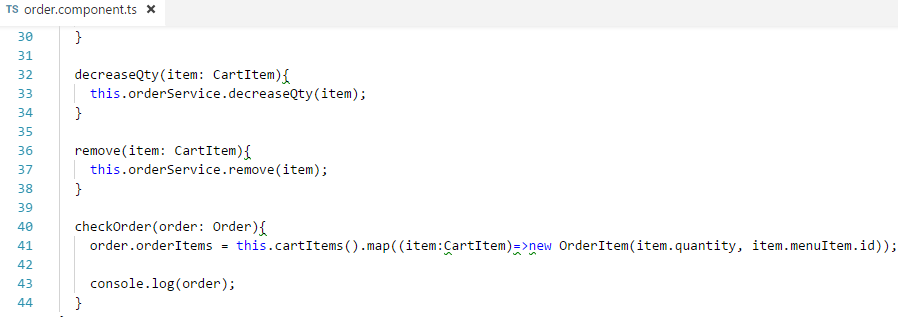 TS order.component.ts ×
30 }
31
32 decreaseQty(item: CartItem){
33 this.orderService.decreaseQty(item);
34 }
35
36 remove(item: CartItem){
37 this.orderService.remove(item);
38 }
39
40 checkOrder(order: Order){
41 order.orderItems = this.cartItems().map((item:CartItem)=>new OrderItem(item.quantity, item.menuItem.id));
42
43 console.log(order);
44 }